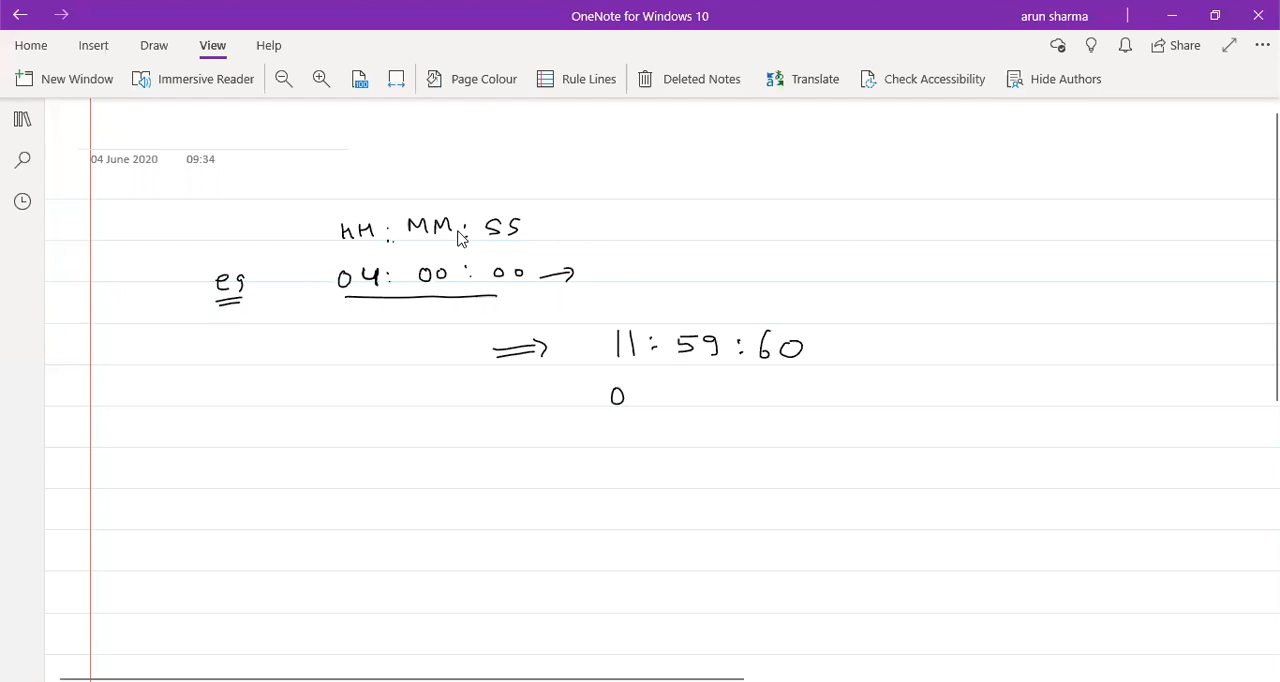 OneNote for Windows 10
arun sharma
Home Insert Draw View Help
Share
New Window Immersive Reader Page Colour Rule Lines Deleted Notes Translate Check Accessibility Hide Authors
04 June 2020 09:34
HH : MM : SS
eg 04 : 00 : 00 →
⇒ 11 : 59 : 60
0